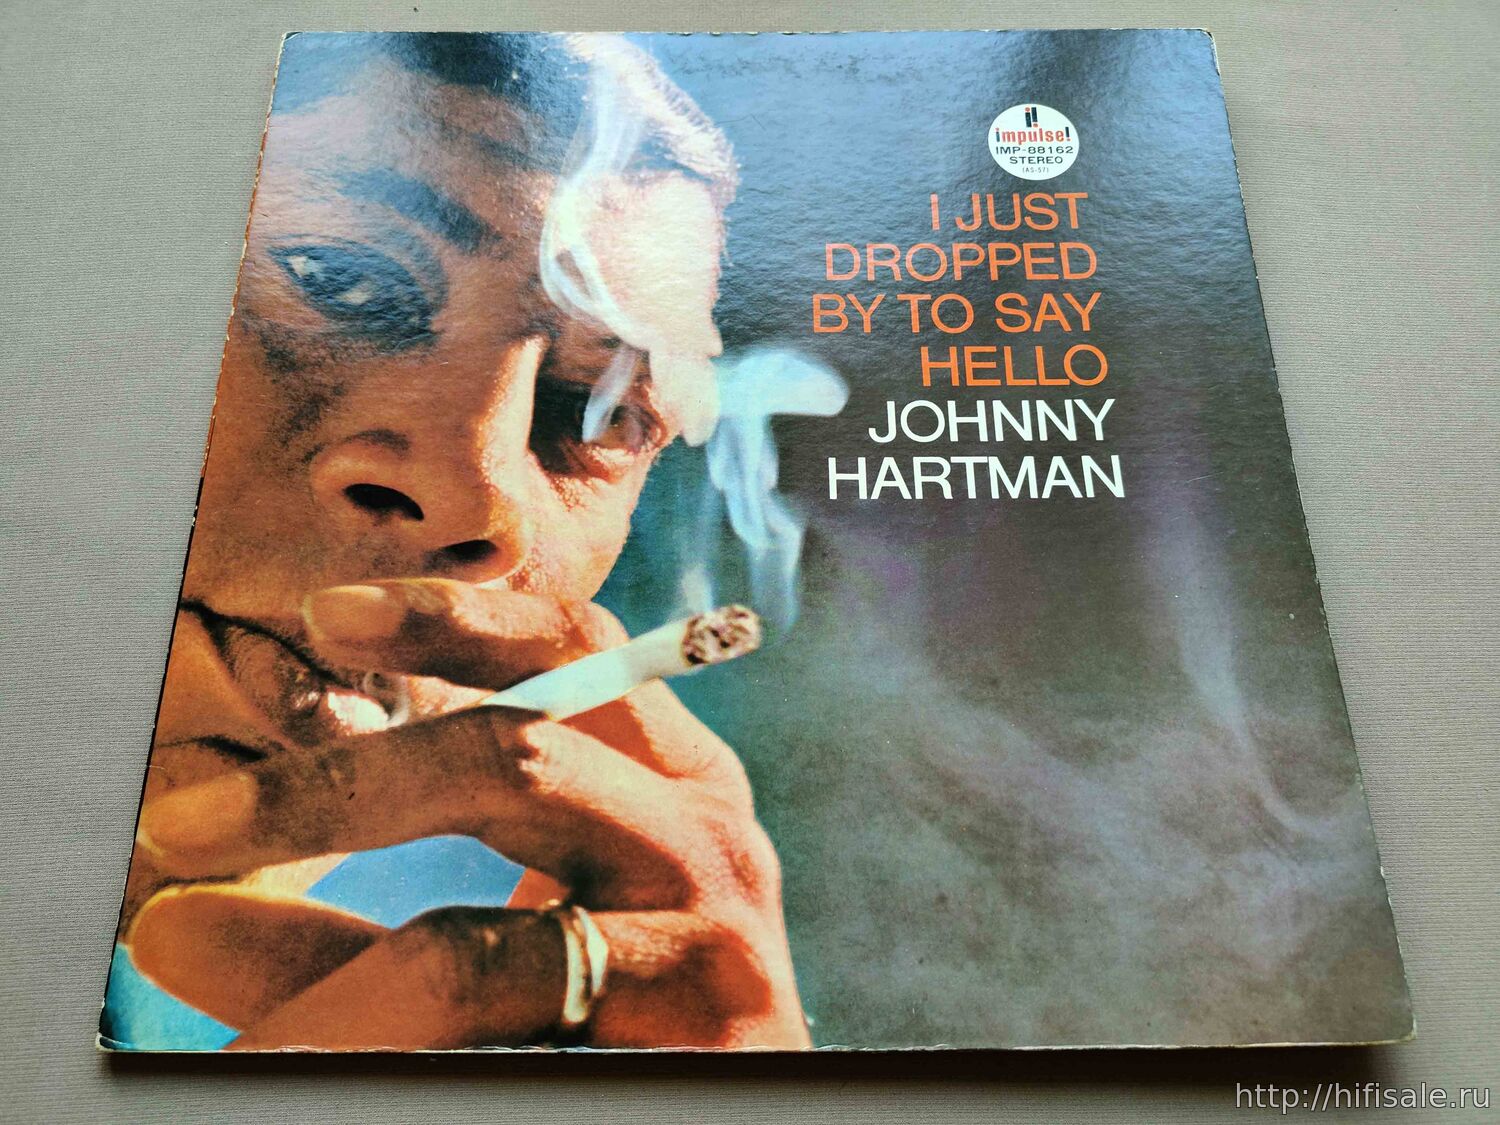 impulse!
IMP-88162
STEREO
(AS-57)
I JUST
DROPPED
BY TO SAY
HELLO
JOHNNY
HARTMAN
http://hifisale.ru